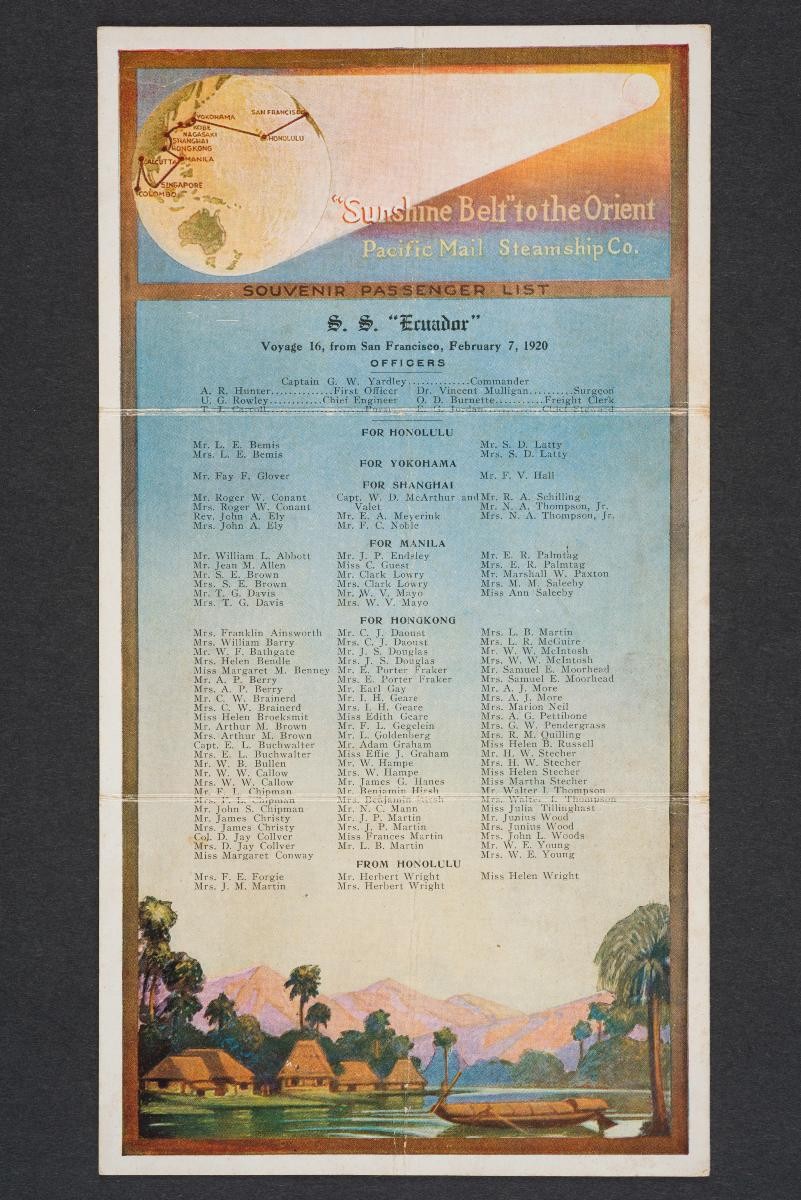 YOKOHAMA
SAN FRANCISCO
KOBE
HONOLULU
NAGASAKI
SHANGHAI
HONGKONG
CALCUTTA MANILA
SINGAPORE
COLOMBO
"Sunshine Belt" to the Orient
Pacific Mail Steamship Co.
SOUVENIR PASSENGER LIST
S. S. "Ecuador"
Voyage 16, from San Francisco, February 7, 1920
OFFICERS
Captain G. W. Yardley.............Commander
A. R. Hunter.............First Officer Dr. Vincent Mulligan..........Surgeon
U. G. Rowley............Chief Engineer O. D. Burnette...........Freight Clerk
T. J. Carroll E. G. Jordan Chief Steward
FOR HONOLULU
Mr. L. E. Bemis Mr. S. D. Latty
Mrs. L. E. Bemis Mrs. S. D. Latty
FOR YOKOHAMA
Mr. Fay F. Glover Mr. F. V. Hall
FOR SHANGHAI
Mr. Roger W. Conant Capt. W. D. McArthur and Mr. R. A. Schilling
Mrs. Roger W. Conant Valet Mr. N. A. Thompson, Jr.
Rev. John A. Ely Mr. E. A. Meyerink Mrs. N. A. Thompson, Jr.
Mrs. John A. Ely Mr. F. C. Noble
FOR MANILA
Mr. William L. Abbott Mr. J. P. Endsley Mr. E. R. Palmtag
Mr. Jean M. Allen Miss C. Guest Mrs. E. R. Palmtag
Mr. S. E. Brown Mr. Clark Lowry Mr. Marshall W. Paxton
Mrs. S. E. Brown Mrs. Clark Lowry Mrs. M. M. Saleeby
Mr. T. G. Davis Mr. W. V. Mayo Miss Ann Saleeby
Mrs. T. G. Davis Mrs. W. V. Mayo
FOR HONGKONG
Mrs. Franklin Ainsworth Mr. C. J. Daoust Mrs. L. B. Martin
Mrs. William Barry Mrs. C. J. Daoust Mrs. L. R. McGuire
Mr. W. F. Bathgate Mr. J. S. Douglas Mr. W. W. McIntosh
Mrs. Helen Bendle Mrs. J. S. Douglas Mrs. W. W. McIntosh
Miss Margaret M. Benney Mr. E. Porter Fraker Mr. Samuel E. Moorhead
Mr. A. P. Berry Mrs. E. Porter Fraker Mrs. Samuel E. Moorhead
Mrs. A. P. Berry Mr. Earl Gay Mr. A. J. More
Mr. C. W. Brainerd Mr. I. H. Geare Mrs. A. J. More
Mrs. C. W. Brainerd Mrs. I. H. Geare Mrs. Marion Neil
Miss Helen Broeksmit Miss Edith Geare Mrs. A. G. Pettibone
Mr. Arthur M. Brown Mr. F. L. Gegelein Mrs. G. W. Pendergrass
Mrs. Arthur M. Brown Mr. L. Goldenberg Mrs. R. M. Quilling
Capt. E. L. Buchwalter Mr. Adam Graham Miss Helen B. Russell
Mrs. E. L. Buchwalter Miss Effie J. Graham Mr. H. W. Stecher
Mr. W. B. Bullen Mr. W. Hampe Mrs. H. W. Stecher
Mr. W. W. Callow Mrs. W. Hampe Miss Helen Stecher
Mrs. W. W. Callow Mr. James G. Hanes Miss Martha Stecher
Mr. F. L. Chipman Mr. Benjamin Hirsh Mr. Walter I. Thompson
Mrs. F. L. Chipman Mrs. Benjamin Hirsh Mrs. Walter I. Thompson
Mr. John S. Chipman Mr. N. C. Mann Miss Julia Tillinghast
Mr. James Christy Mr. J. P. Martin Mr. Junius Wood
Mrs. James Christy Mrs. J. P. Martin Mrs. Junius Wood
Col. D. Jay Collver Miss Frances Martin Mrs. John L. Woods
Mrs. D. Jay Collver Mr. L. B. Martin Mr. W. E. Young
Miss Margaret Conway Mrs. W. E. Young
FROM HONOLULU
Mrs. F. E. Forgie Mr. Herbert Wright Miss Helen Wright
Mrs. J. M. Martin Mrs. Herbert Wright